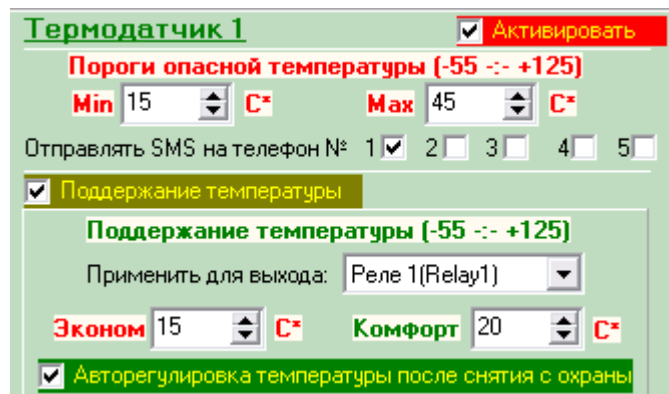 Термодатчик 1 Активировать
Пороги опасной температуры (-55 -:- +125)
Min 15 C* Max 45 C*
Отправлять SMS на телефон № 1 2 3 4 5
Поддержание температуры
Поддержание температуры (-55 -:- +125)
Применить для выхода: Реле 1(Relay1)
Эконом 15 C* Комфорт 20 C*
Авторегулировка температуры после снятия с охраны